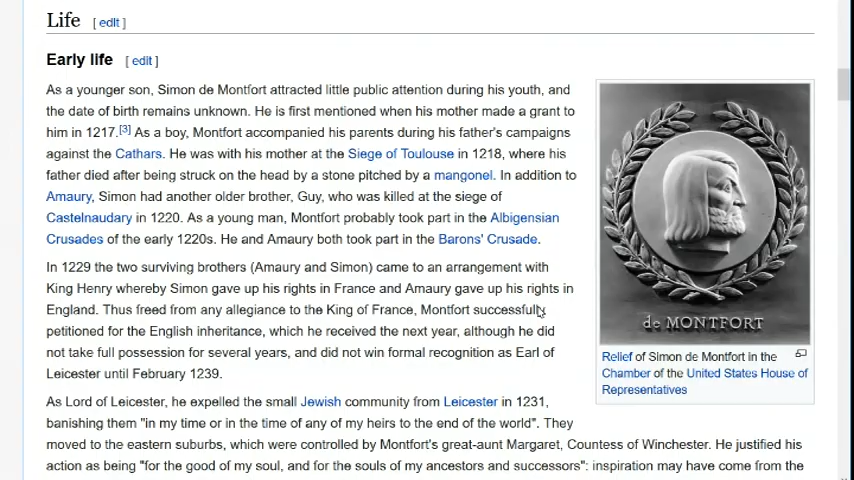 Life [ edit ]
Early life [ edit ]
As a younger son, Simon de Montfort attracted little public attention during his youth, and
the date of birth remains unknown. He is first mentioned when his mother made a grant to
him in 1217.[3] As a boy, Montfort accompanied his parents during his father's campaigns
against the Cathars. He was with his mother at the Siege of Toulouse in 1218, where his
father died after being struck on the head by a stone pitched by a mangonel. In addition to
Amaury, Simon had another older brother, Guy, who was killed at the siege of
Castelnaudary in 1220. As a young man, Montfort probably took part in the Albigensian
Crusades of the early 1220s. He and Amaury both took part in the Barons' Crusade.
In 1229 the two surviving brothers (Amaury and Simon) came to an arrangement with
King Henry whereby Simon gave up his rights in France and Amaury gave up his rights in
England. Thus freed from any allegiance to the King of France, Montfort successfully
petitioned for the English inheritance, which he received the next year, although he did
not take full possession for several years, and did not win formal recognition as Earl of
Leicester until February 1239.
As Lord of Leicester, he expelled the small Jewish community from Leicester in 1231,
banishing them "in my time or in the time of any of my heirs to the end of the world". They
moved to the eastern suburbs, which were controlled by Montfort's great-aunt Margaret, Countess of Winchester. He justified his
action as being "for the good of my soul, and for the souls of my ancestors and successors": inspiration may have come from the
de MONTFORT
Relief of Simon de Montfort in the
Chamber of the United States House of
Representatives